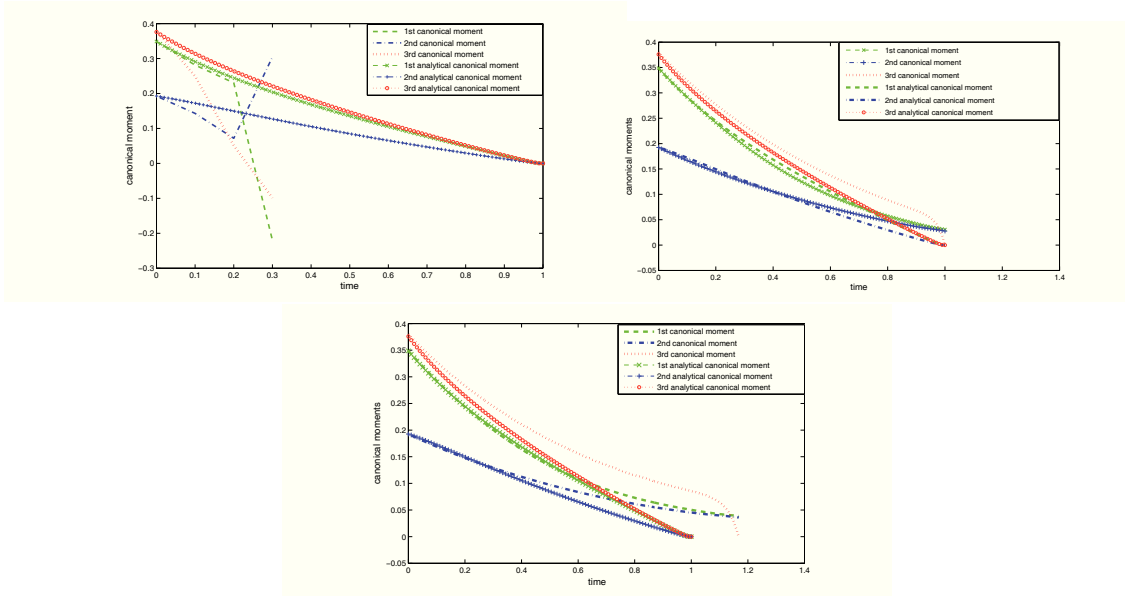 0.4
0.3
0.2
0.1
0
−0.1
−0.2
−0.3
canonical moment
0 0.1 0.2 0.3 0.4 0.5 0.6 0.7 0.8 0.9 1
time
1st canonical moment
2nd canonical moment
3rd canonical moment
1st analytical canonical moment
2nd analytical canonical moment
3rd analytical canonical moment
0.4
0.35
0.3
0.25
0.2
0.15
0.1
0.05
0
−0.05
canonical moments
0 0.2 0.4 0.6 0.8 1 1.2 1.4
time
1st canonical moment
2nd canonical moment
3rd canonical moment
1st analytical canonical moment
2nd analytical canonical moment
3rd analytical canonical moment
0.4
0.35
0.3
0.25
0.2
0.15
0.1
0.05
0
−0.05
canonical moments
0 0.2 0.4 0.6 0.8 1 1.2 1.4
time
1st canonical moment
2nd canonical moment
3rd canonical moment
1st analytical canonical moment
2nd analytical canonical moment
3rd analytical canonical moment